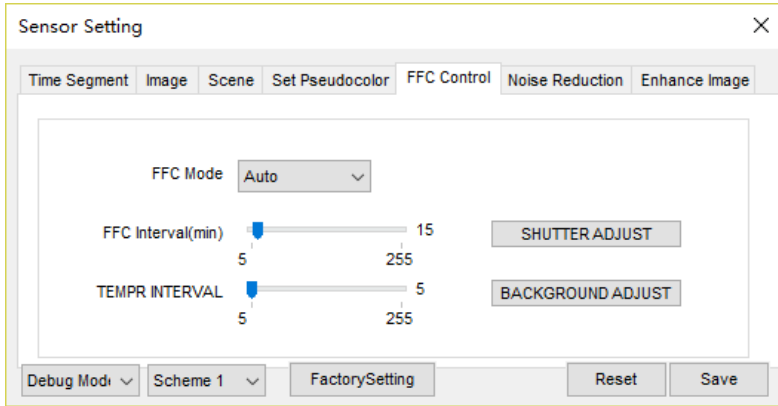 Sensor Setting
Time Segment Image Scene Set Pseudocolor FFC Control Noise Reduction Enhance Image
FFC Mode Auto
FFC Interval(min) 15 SHUTTER ADJUST
5 255
TEMPR INTERVAL 5 BACKGROUND ADJUST
5 255
Debug Mod Scheme 1 FactorySetting Reset Save